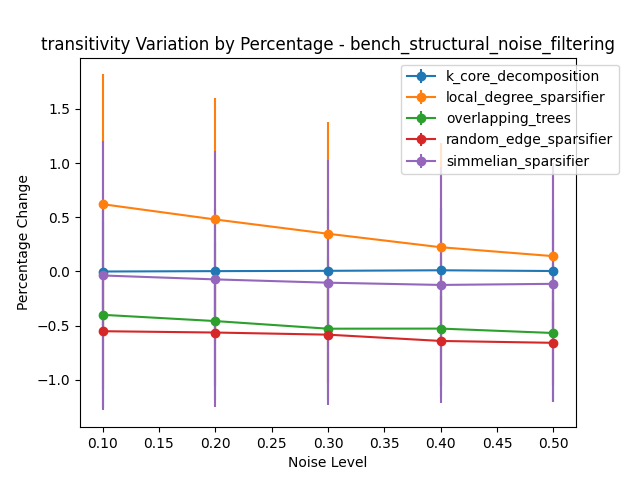 transitivity Variation by Percentage - bench_structural_noise_filtering
k_core_decomposition
local_degree_sparsifier
overlapping_trees
random_edge_sparsifier
simmelian_sparsifier
Percentage Change
1.5
1.0
0.5
0.0
−0.5
−1.0
0.10 0.15 0.20 0.25 0.30 0.35 0.40 0.45 0.50
Noise Level